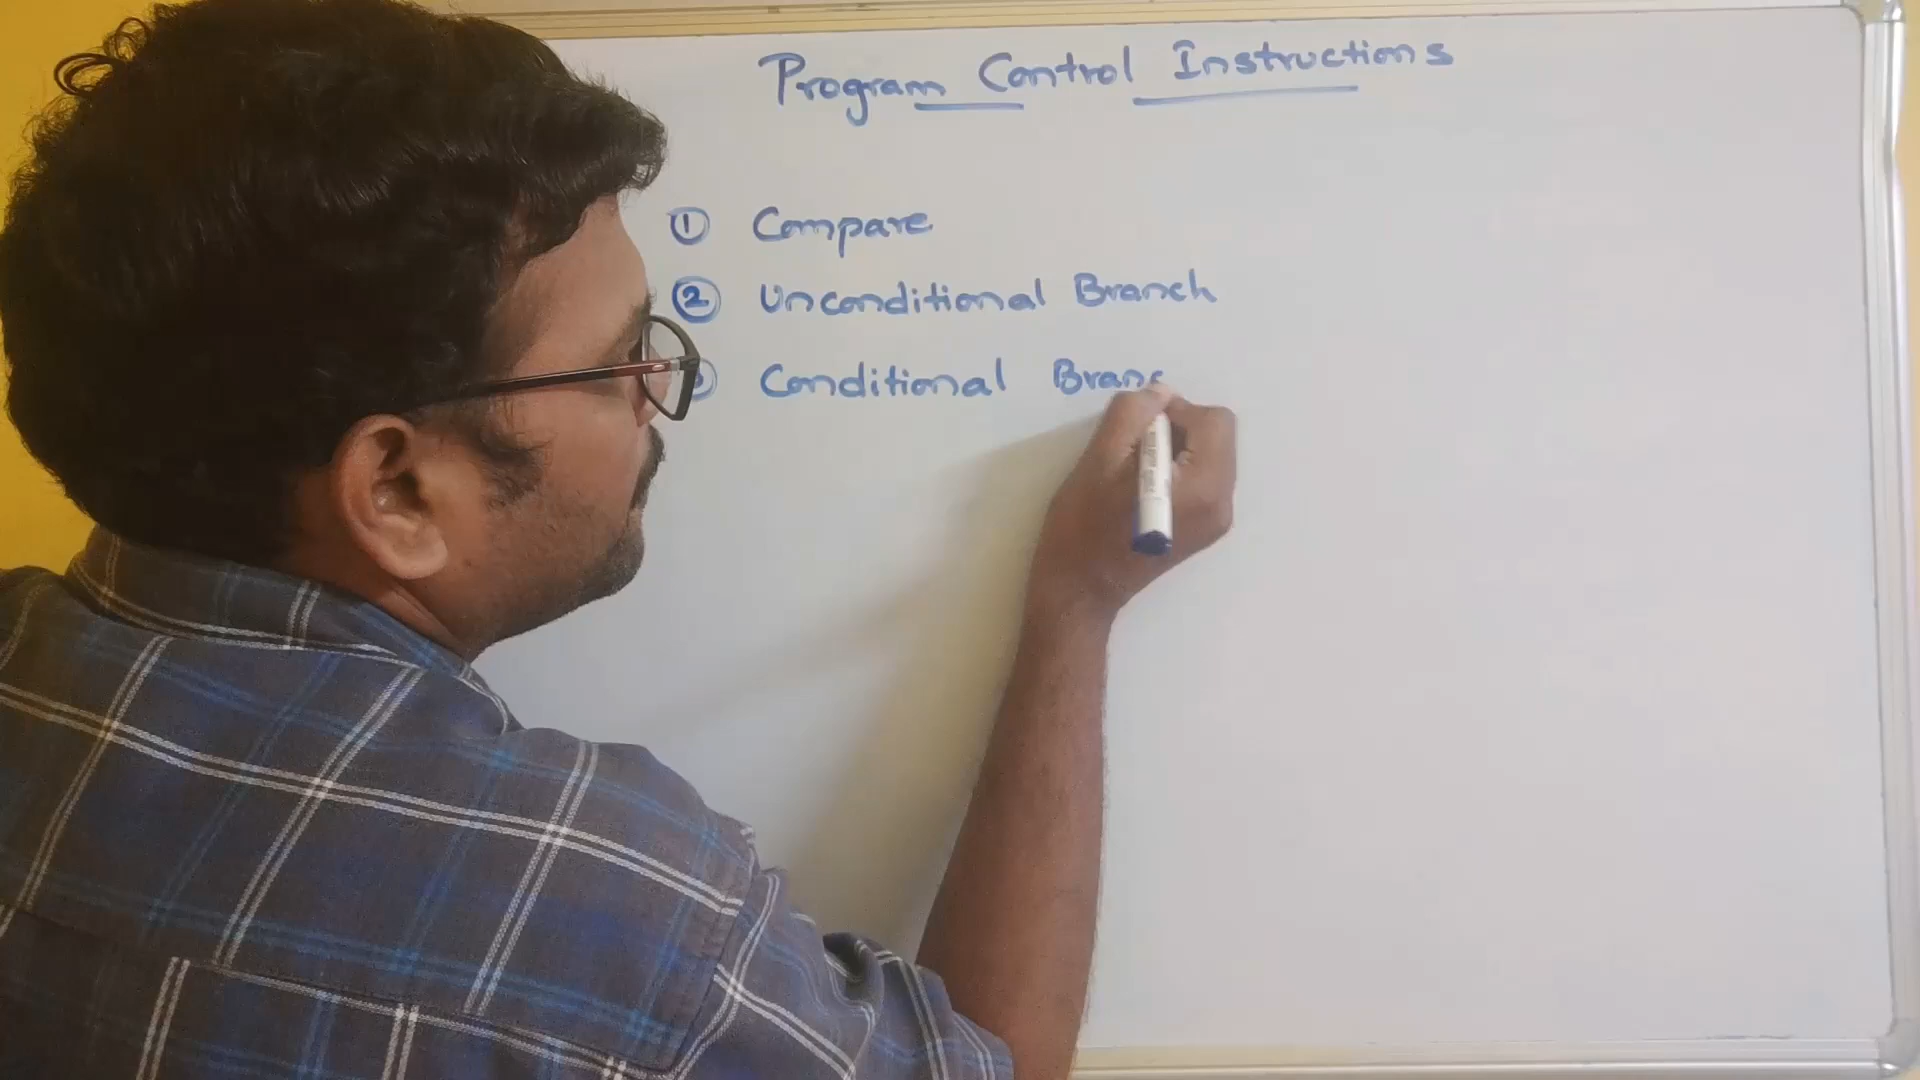 Program Control Instructions
① Compare
② Unconditional Branch
Conditional Branc